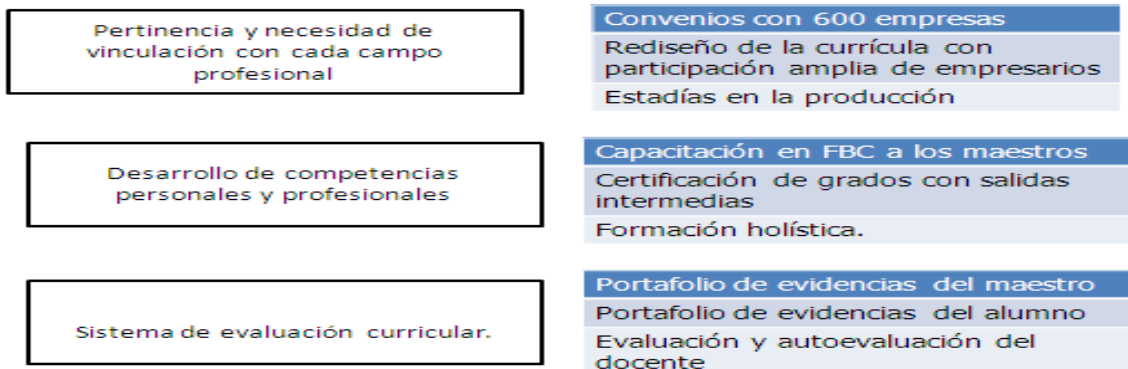 Pertinencia y necesidad de
vinculación con cada campo
profesional
Convenios con 600 empresas
Rediseño de la currícula con
participación amplia de empresarios
Estadías en la producción
Desarrollo de competencias
personales y profesionales
Capacitación en FBC a los maestros
Certificación de grados con salidas
intermedias
Formación holística.
Sistema de evaluación curricular.
Portafolio de evidencias del maestro
Portafolio de evidencias del alumno
Evaluación y autoevaluación del
docente